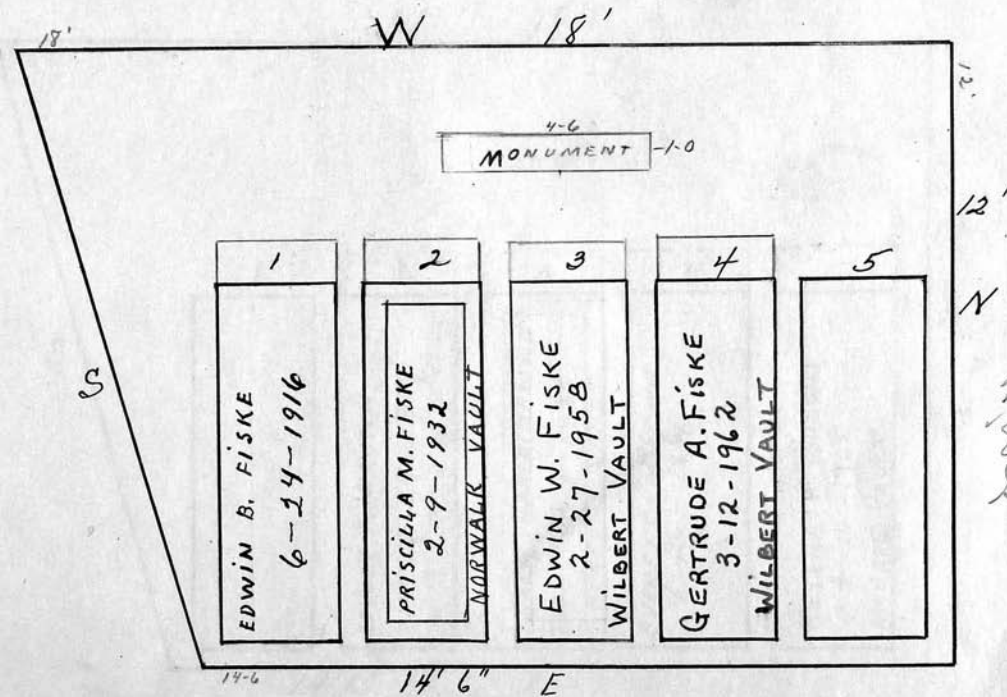 18' W 18'
12'
4-6
MONUMENT -1-0
12'
1 2 3 4 5
N
S
EDWIN B. FISKE
6-24-1916
PRISCILLA M. FISKE
2-9-1932
NORWALK VAULT
EDWIN W. FISKE
2-27-1958
WILBERT VAULT
GERTRUDE A. FISKE
3-12-1962
WILBERT VAULT
14-6 14' 6" E